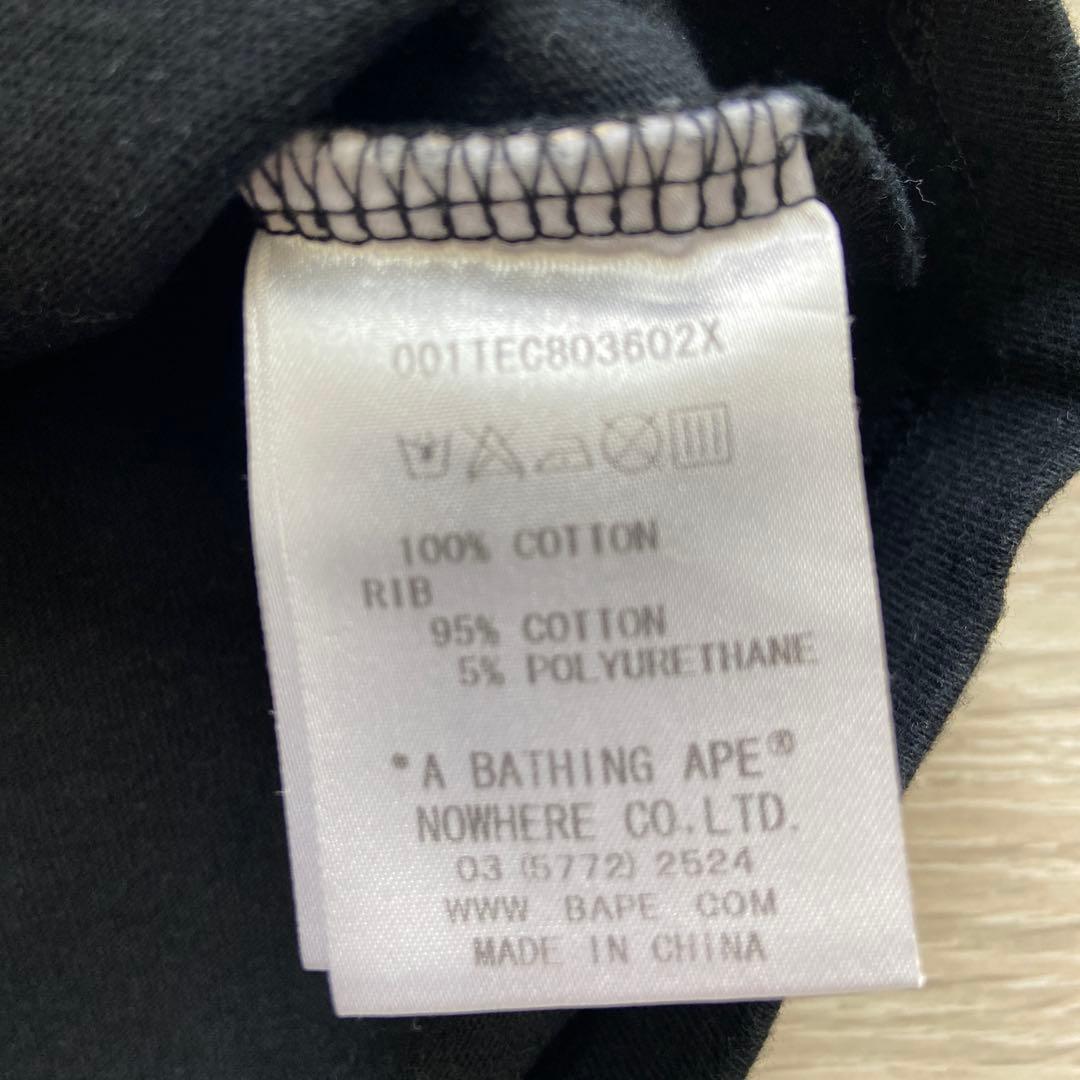 001TEC803602X
100% COTTON
RIB
95% COTTON
5% POLYURETHANE
*A BATHING APE®
NOWHERE CO.,LTD.
03 (5772) 2524
WWW.BAPE.COM
MADE IN CHINA